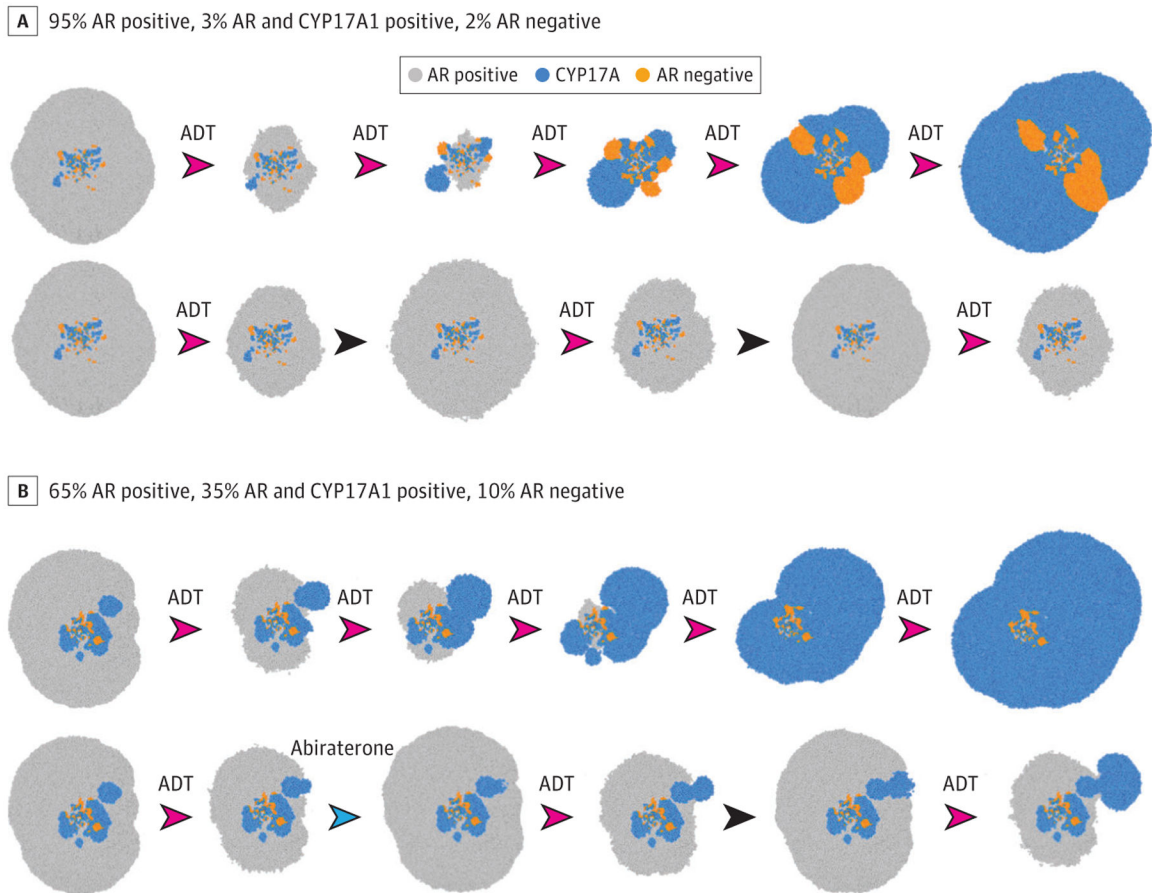 A 95% AR positive, 3% AR and CYP17A1 positive, 2% AR negative
AR positive CYP17A AR negative
ADT ADT ADT ADT ADT
ADT ADT ADT
B 65% AR positive, 35% AR and CYP17A1 positive, 10% AR negative
ADT ADT ADT ADT ADT
Abiraterone
ADT ADT ADT